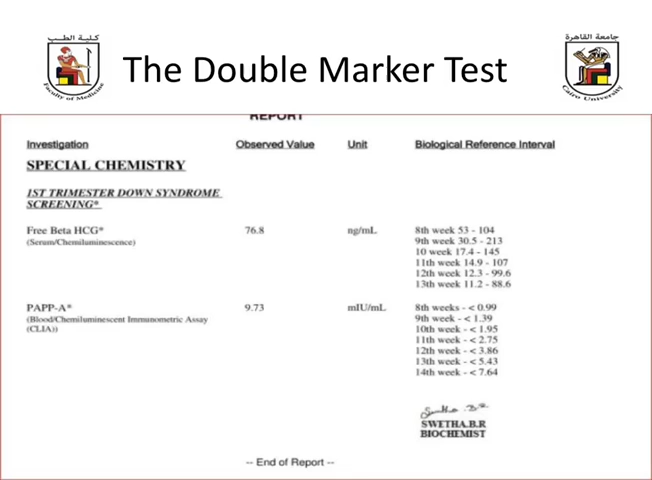 كلية الطب
Faculty of Medicine
The Double Marker Test
جامعة القاهرة
Cairo University
REPORT
Investigation Observed Value Unit Biological Reference Interval
SPECIAL CHEMISTRY
1ST TRIMESTER DOWN SYNDROME
SCREENING*
Free Beta HCG* 76.8 ng/mL 8th week 53 - 104
(Serum/Chemiluminescence) 9th week 30.5 - 213
10 week 17.4 - 145
11th week 14.9 - 107
12th week 12.3 - 99.6
13th week 11.2 - 88.6
PAPP-A* 9.73 mIU/mL 8th weeks - < 0.99
(Blood/Chemiluminescent Immunometric Assay 9th week - < 1.39
(CLIA)) 10th week - < 1.95
11th week - < 2.75
12th week - < 3.86
13th week - < 5.43
14th week - < 7.64
SWETHA.B.R
BIOCHEMIST
-- End of Report --